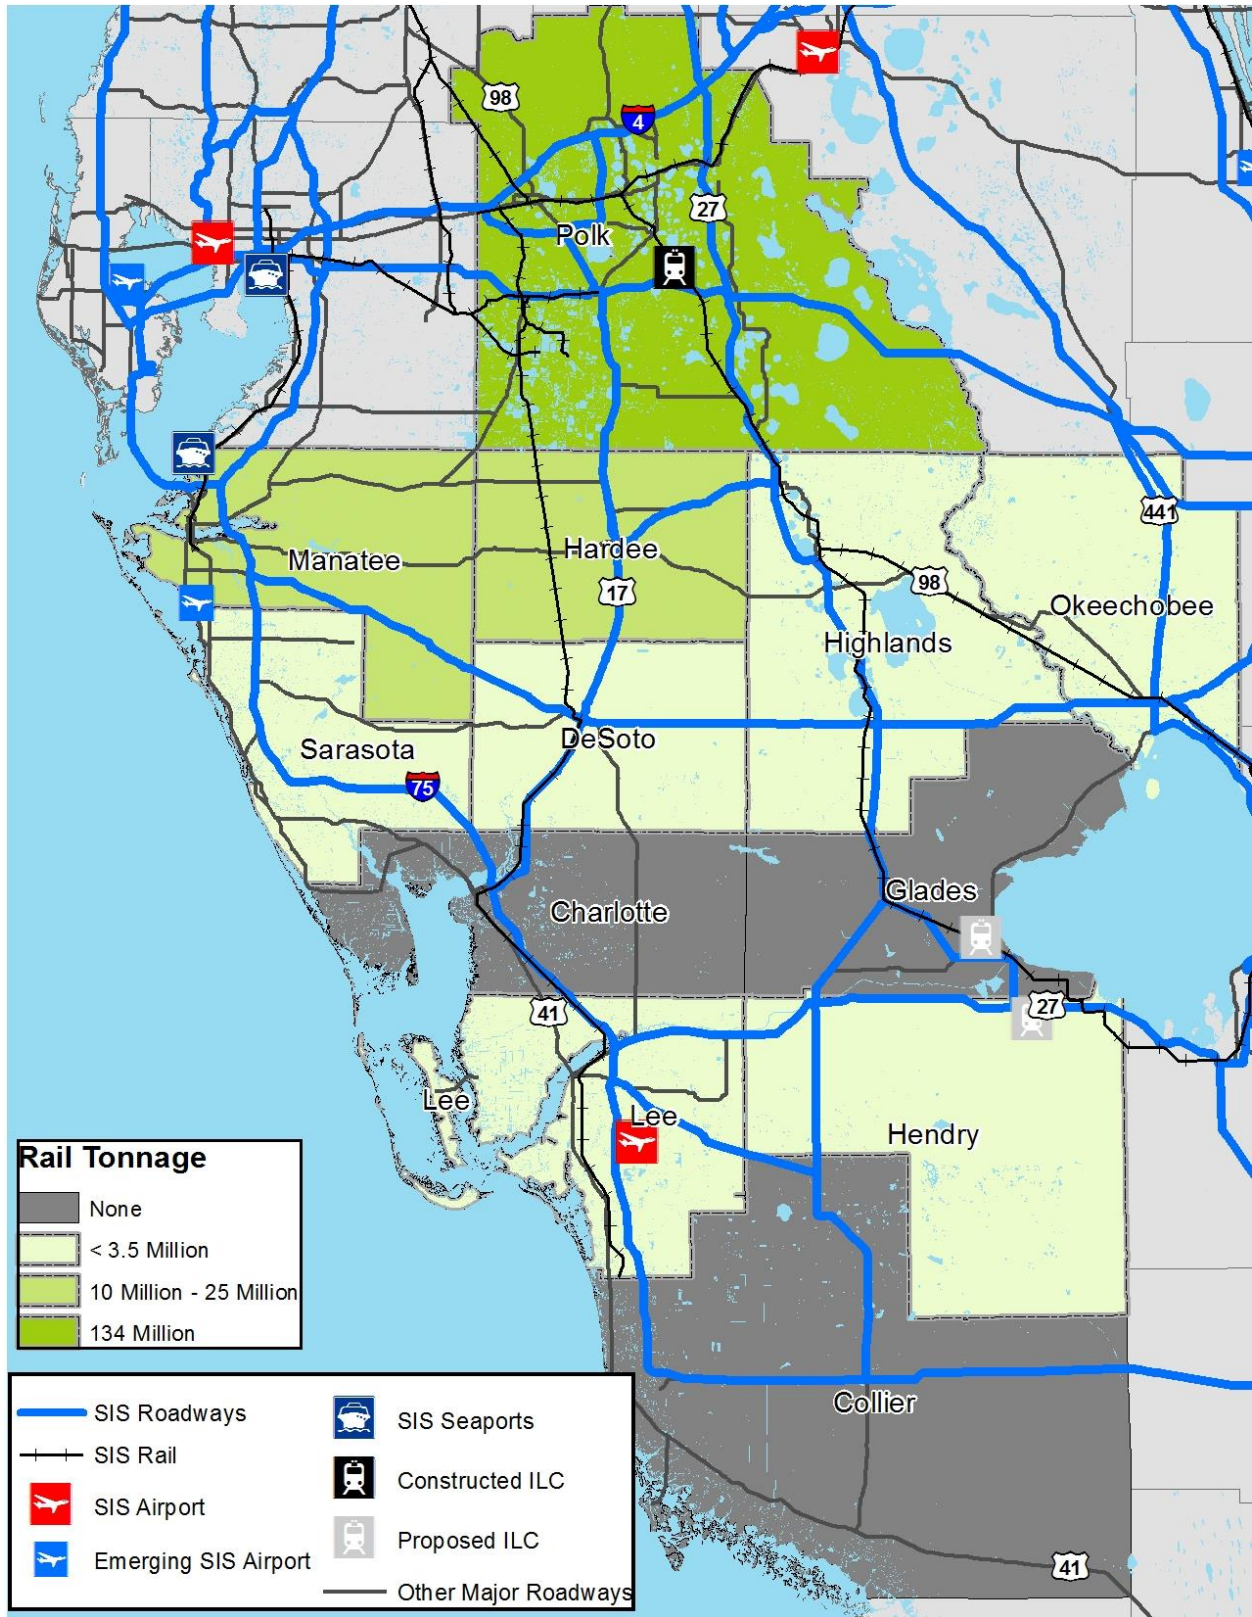 98
4
27
Polk
441
Manatee
Hardee
98
17
Okeechobee
Highlands
DeSoto
Sarasota
75
Glades
Charlotte
41
27
Lee
Lee
Hendry
Rail Tonnage
None
< 3.5 Million
10 Million - 25 Million
134 Million
Collier
SIS Roadways
SIS Rail
SIS Airport
Emerging SIS Airport
SIS Seaports
Constructed ILC
Proposed ILC
Other Major Roadways
41